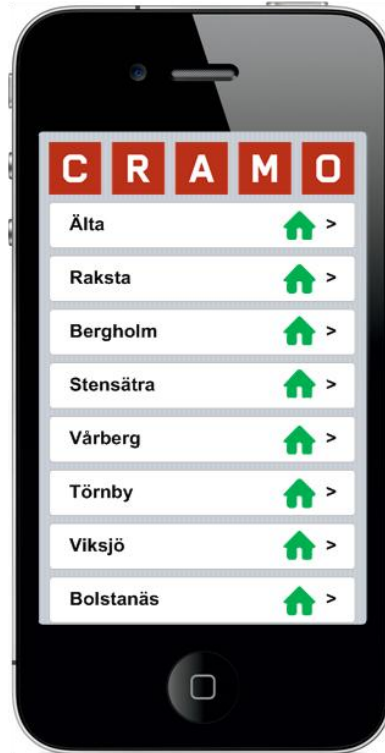 CRAMO
Älta >
Raksta >
Bergholm >
Stensätra >
Vårberg >
Törnby >
Viksjö >
Bolstanäs >